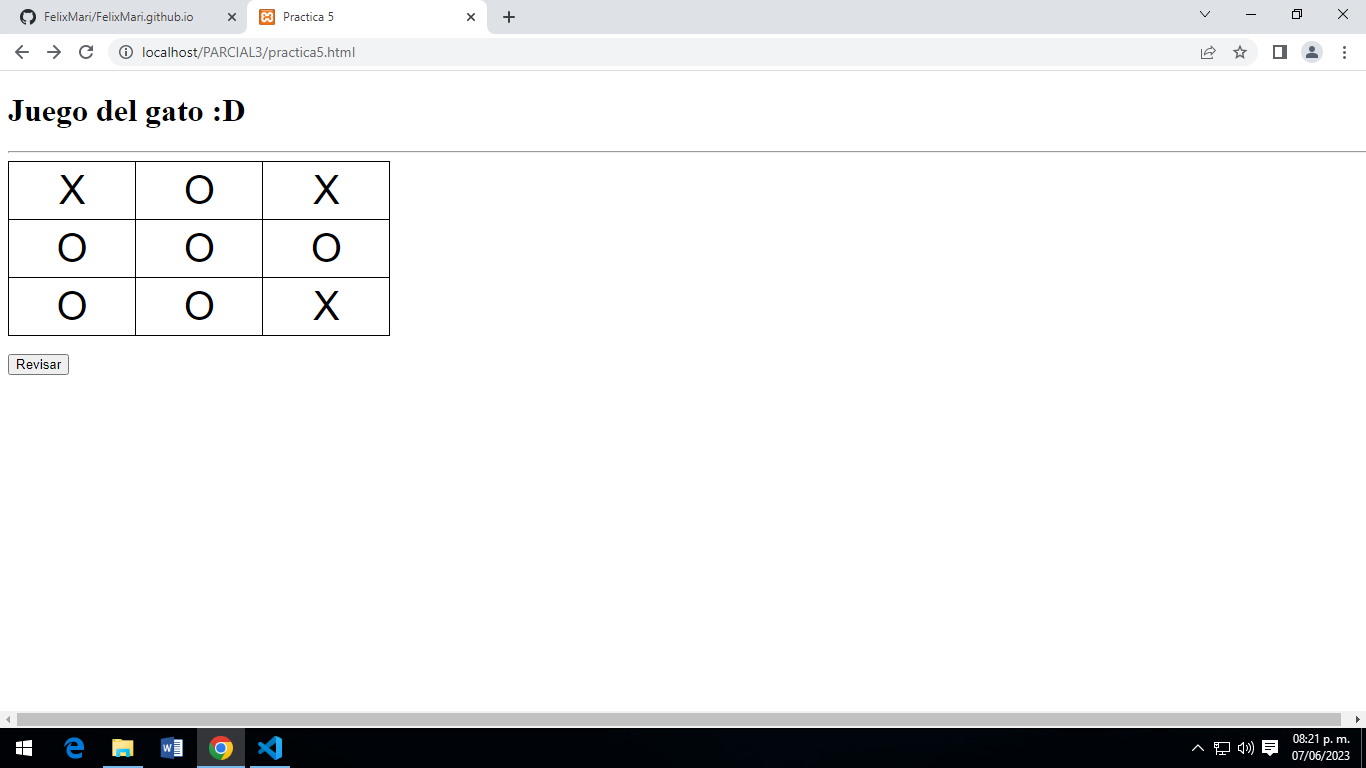 FelixMari/FelixMari.github.io
Practica 5
localhost/PARCIAL3/practica5.html
Juego del gato :D
X O X
O O O
O O X
Revisar
08:21 p. m.
07/06/2023